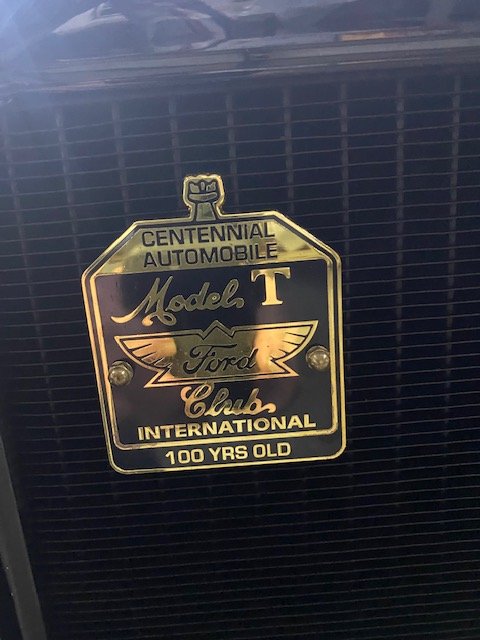 CENTENNIAL
AUTOMOBILE
Model T
Ford
Club
INTERNATIONAL
100 YRS OLD